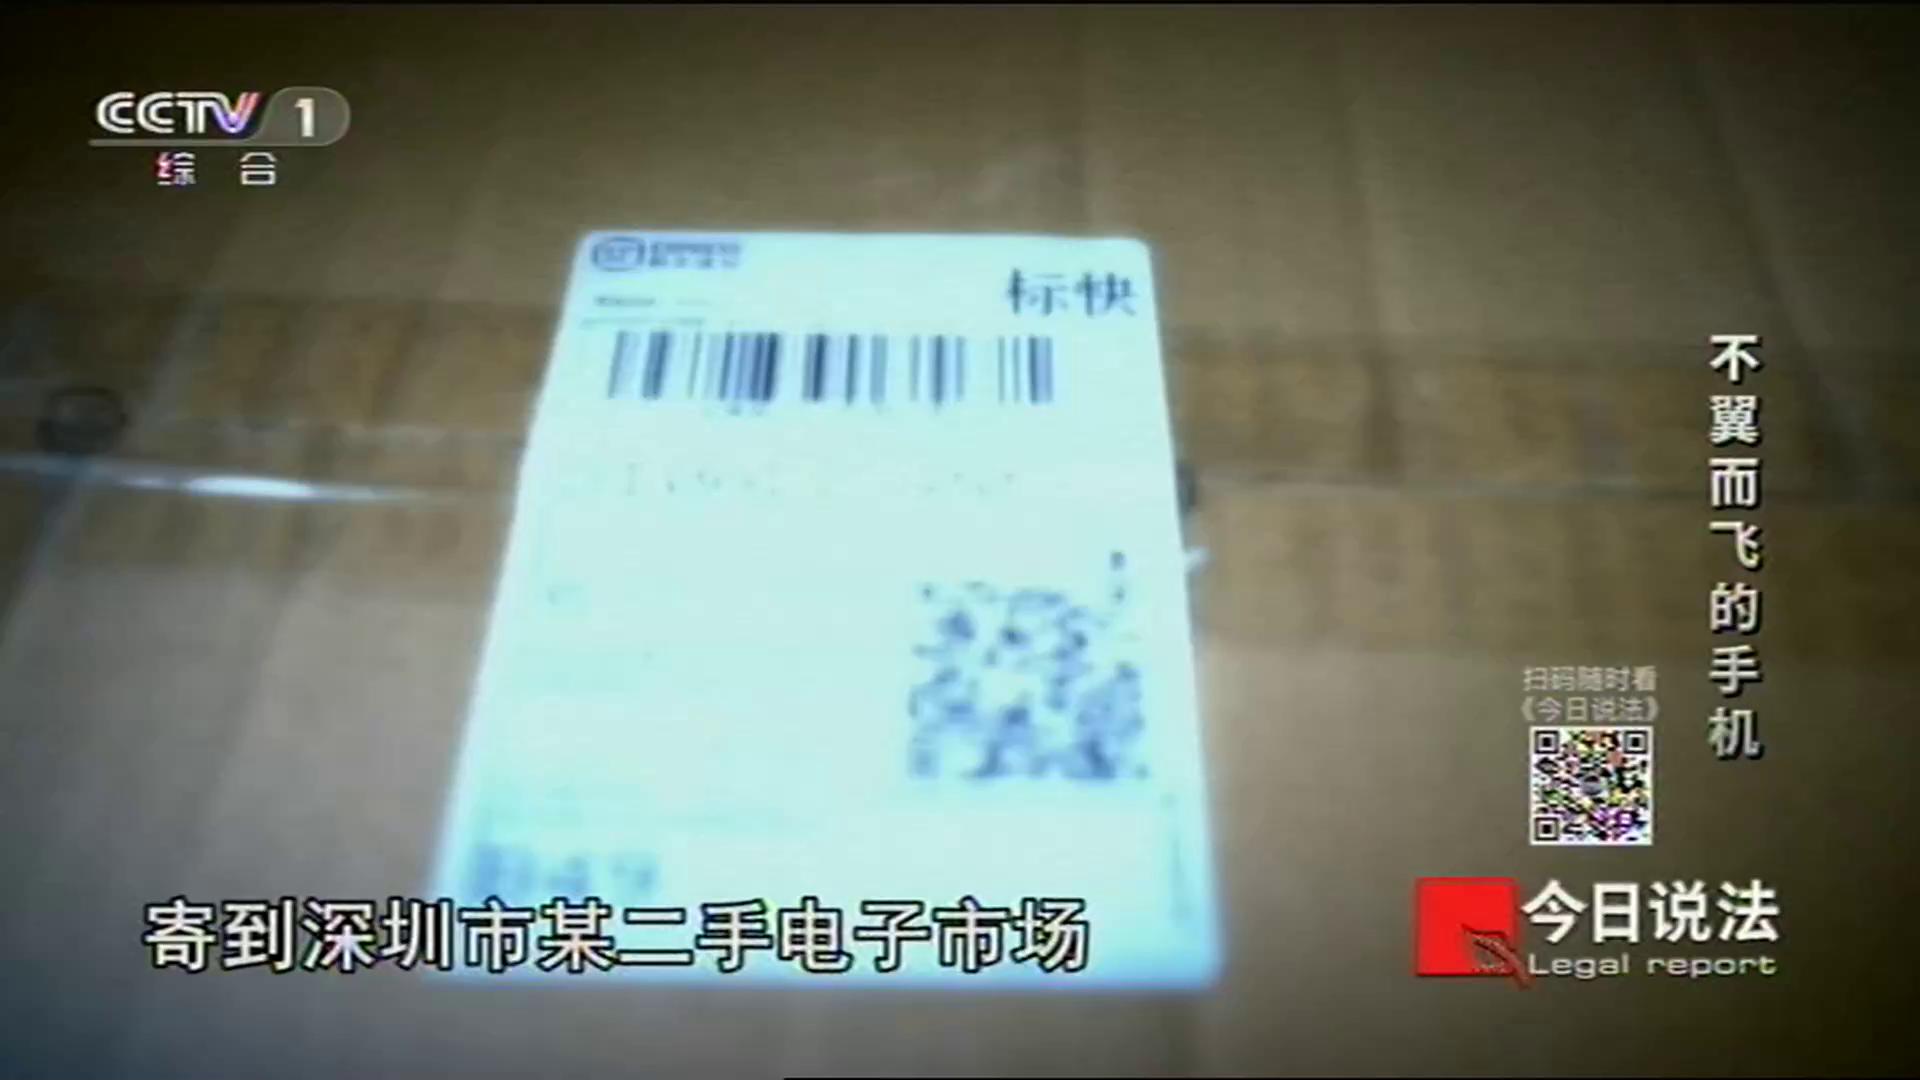 CCTV 1
综合
标快
不翼而飞的手机
扫码随时看
《今日说法》
寄到深圳市某二手电子市场
今日说法
Legal report